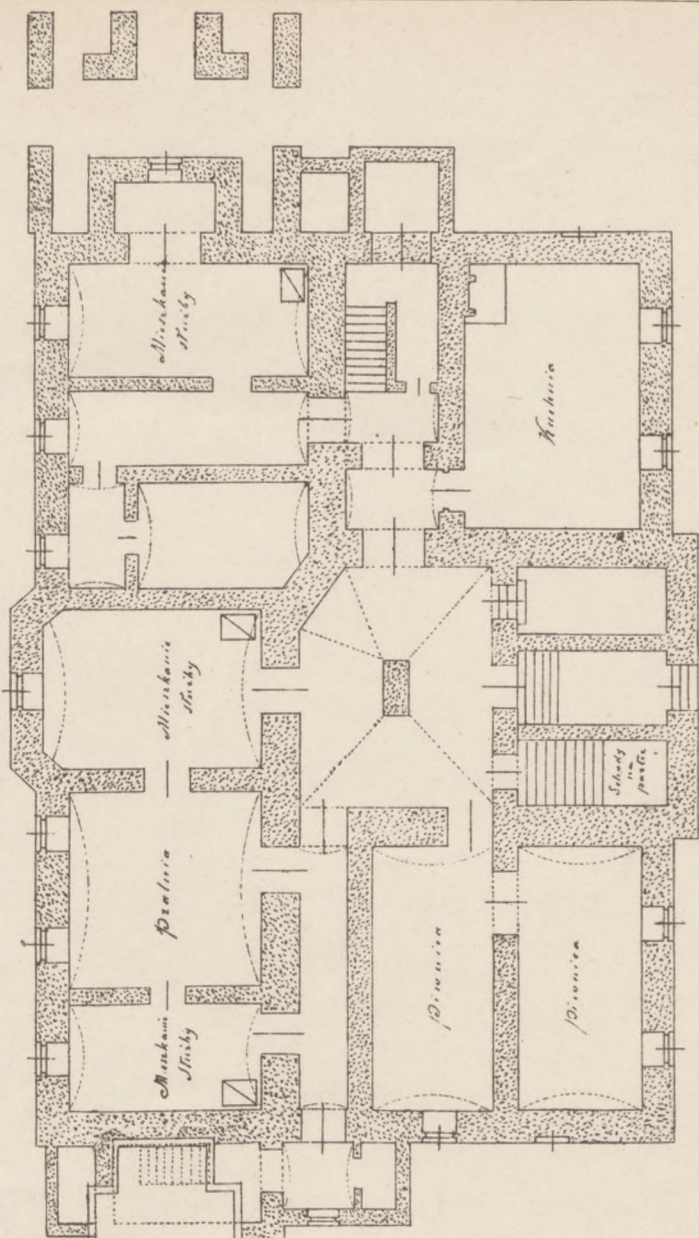 Mieszkanie
służby
Kuchnia
Mieszkanie
służby
Schody
na
parter
Pralnia
Piwnica
Piwnica
Mieszkanie
Służby